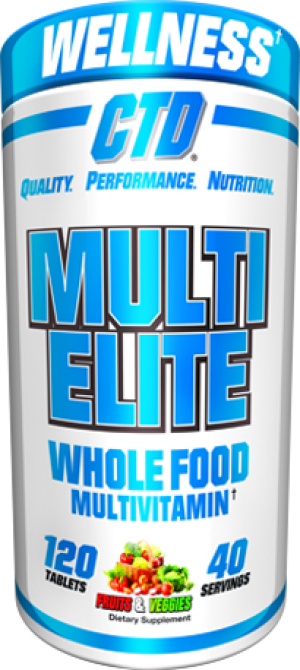 WELLNESS†
CTD®
QUALITY. PERFORMANCE. NUTRITION.
MULTI
ELITE
WHOLE FOOD
MULTIVITAMIN†
120 TABLETS
40 SERVINGS
FRUITS & VEGGIES
Dietary Supplement